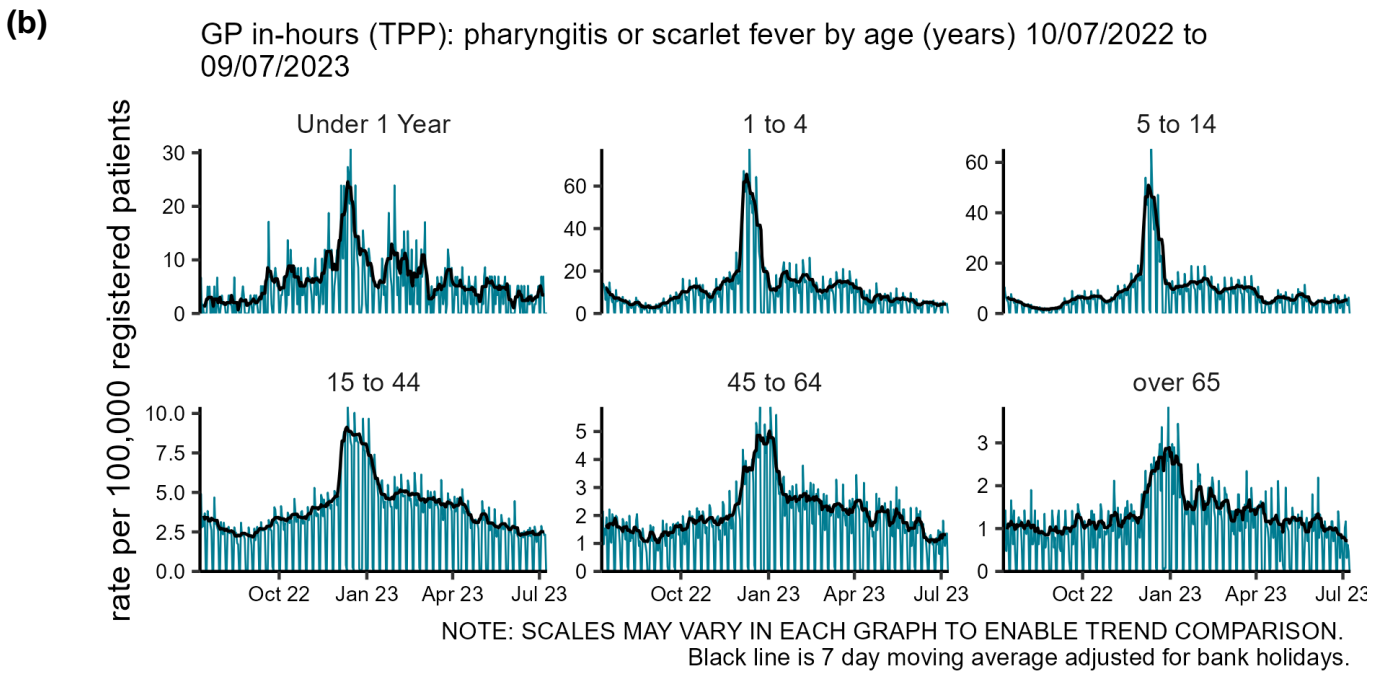 (b)
GP in-hours (TPP): pharyngitis or scarlet fever by age (years) 10/07/2022 to
09/07/2023
rate per 100,000 registered patients
Under 1 Year
30
20
10
0
1 to 4
60
40
20
0
5 to 14
60
40
20
0
15 to 44
10.0
7.5
5.0
2.5
0.0
Oct 22 Jan 23 Apr 23 Jul 23
45 to 64
5
4
3
2
1
0
Oct 22 Jan 23 Apr 23 Jul 23
over 65
3
2
1
0
Oct 22 Jan 23 Apr 23 Jul 23
NOTE: SCALES MAY VARY IN EACH GRAPH TO ENABLE TREND COMPARISON.
Black line is 7 day moving average adjusted for bank holidays.